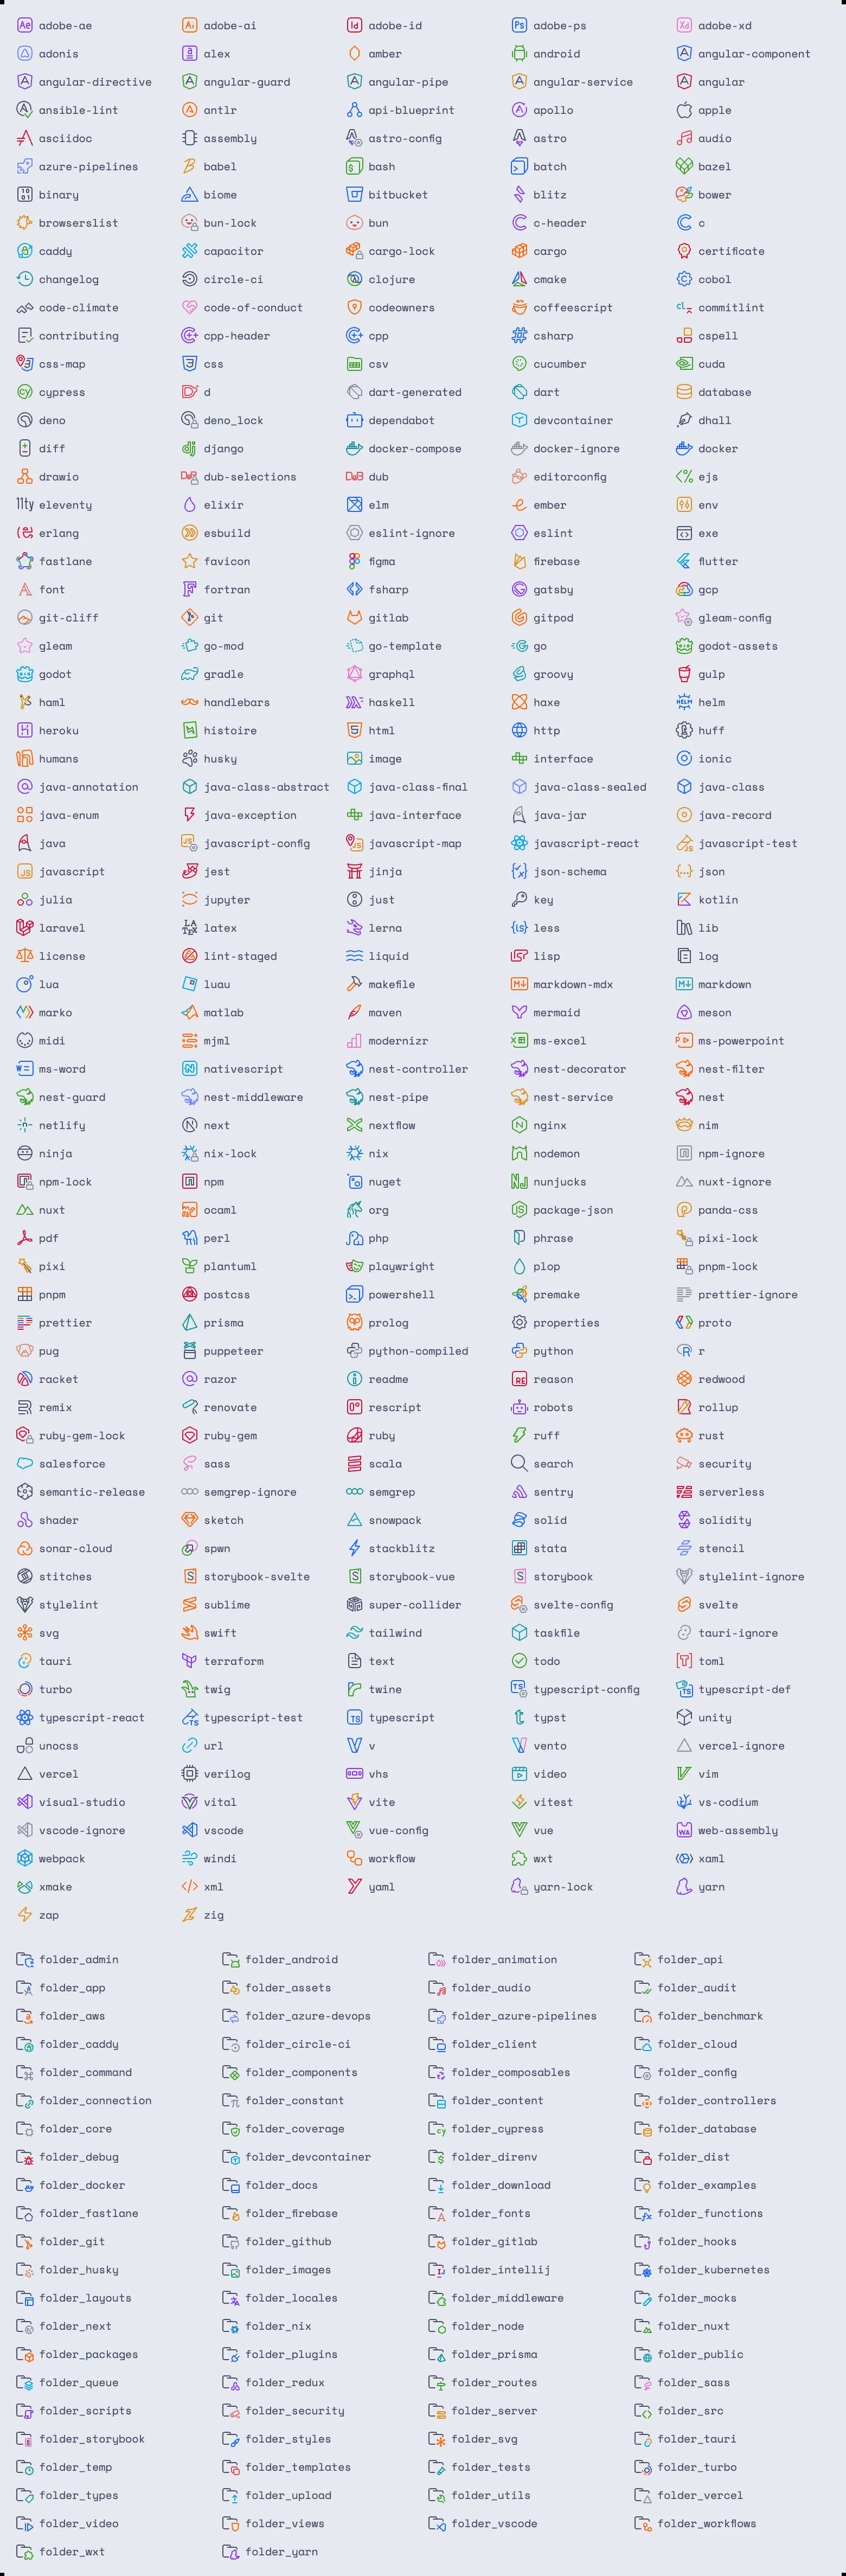 adobe-ae adobe-ai adobe-id adobe-ps adobe-xd
adonis alex amber android angular-component
angular-directive angular-guard angular-pipe angular-service angular
ansible-lint antlr api-blueprint apollo apple
asciidoc assembly astro-config astro audio
azure-pipelines babel bash batch bazel
binary biome bitbucket blitz bower
browserslist bun-lock bun c-header c
caddy capacitor cargo-lock cargo certificate
changelog circle-ci clojure cmake cobol
code-climate code-of-conduct codeowners coffeescript commitlint
contributing cpp-header cpp csharp cspell
css-map css csv cucumber cuda
cypress d dart-generated dart database
deno deno_lock dependabot devcontainer dhall
diff django docker-compose docker-ignore docker
drawio dub-selections dub editorconfig ejs
eleventy elixir elm ember env
erlang esbuild eslint-ignore eslint exe
fastlane favicon figma firebase flutter
font fortran fsharp gatsby gcp
git-cliff git gitlab gitpod gleam-config
gleam go-mod go-template go godot-assets
godot gradle graphql groovy gulp
haml handlebars haskell haxe helm
heroku histoire html http huff
humans husky image interface ionic
java-annotation java-class-abstract java-class-final java-class-sealed java-class
java-enum java-exception java-interface java-jar java-record
java javascript-config javascript-map javascript-react javascript-test
javascript jest jinja json-schema json
julia jupyter just key kotlin
laravel latex lerna less lib
license lint-staged liquid lisp log
lua luau makefile markdown-mdx markdown
marko matlab maven mermaid meson
midi mjml modernizr ms-excel ms-powerpoint
ms-word nativescript nest-controller nest-decorator nest-filter
nest-guard nest-middleware nest-pipe nest-service nest
netlify next nextflow nginx nim
ninja nix-lock nix nodemon npm-ignore
npm-lock npm nuget nunjucks nuxt-ignore
nuxt ocaml org package-json panda-css
pdf perl php phrase pixi-lock
pixi plantuml playwright plop pnpm-lock
pnpm postcss powershell premake prettier-ignore
prettier prisma prolog properties proto
pug puppeteer python-compiled python r
racket razor readme reason redwood
remix renovate rescript robots rollup
ruby-gem-lock ruby-gem ruby ruff rust
salesforce sass scala search security
semantic-release semgrep-ignore semgrep sentry serverless
shader sketch snowpack solid solidity
sonar-cloud spwn stackblitz stata stencil
stitches storybook-svelte storybook-vue storybook stylelint-ignore
stylelint sublime super-collider svelte-config svelte
svg swift tailwind taskfile tauri-ignore
tauri terraform text todo toml
turbo twig twine typescript-config typescript-def
typescript-react typescript-test typescript typst unity
unocss url v vento vercel-ignore
vercel verilog vhs video vim
visual-studio vital vite vitest vs-codium
vscode-ignore vscode vue-config vue web-assembly
webpack windi workflow wxt xaml
xmake xml yaml yarn-lock yarn
zap zig
folder_admin folder_android folder_animation folder_api
folder_app folder_assets folder_audio folder_audit
folder_aws folder_azure-devops folder_azure-pipelines folder_benchmark
folder_caddy folder_circle-ci folder_client folder_cloud
folder_command folder_components folder_composables folder_config
folder_connection folder_constant folder_content folder_controllers
folder_core folder_coverage folder_cypress folder_database
folder_debug folder_devcontainer folder_direnv folder_dist
folder_docker folder_docs folder_download folder_examples
folder_fastlane folder_firebase folder_fonts folder_functions
folder_git folder_github folder_gitlab folder_hooks
folder_husky folder_images folder_intellij folder_kubernetes
folder_layouts folder_locales folder_middleware folder_mocks
folder_next folder_nix folder_node folder_nuxt
folder_packages folder_plugins folder_prisma folder_public
folder_queue folder_redux folder_routes folder_sass
folder_scripts folder_security folder_server folder_src
folder_storybook folder_styles folder_svg folder_tauri
folder_temp folder_templates folder_tests folder_turbo
folder_types folder_upload folder_utils folder_vercel
folder_video folder_views folder_vscode folder_workflows
folder_wxt folder_yarn